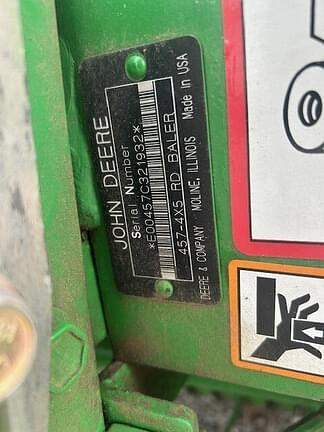 JOHN DEERE
Serial Number
*E00457C321932*
457-4X5 RD BALER
DEERE & COMPANY MOLINE, ILLINOIS Made in USA